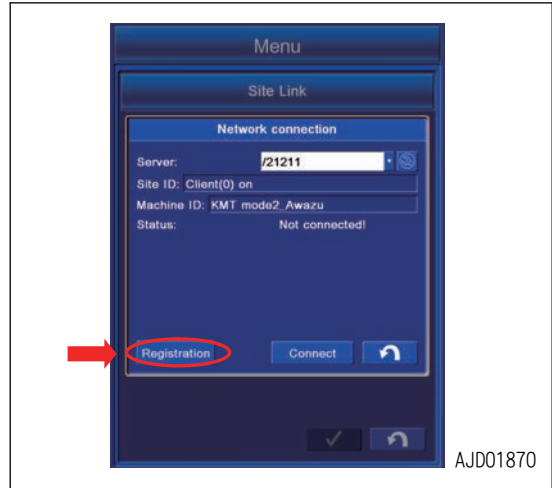 Menu
Site Link
Network connection
Server: /21211
Site ID: Client(0) on
Machine ID: KMT mode2_Awazu
Status: Not connected!
Registration Connect
AJD01870